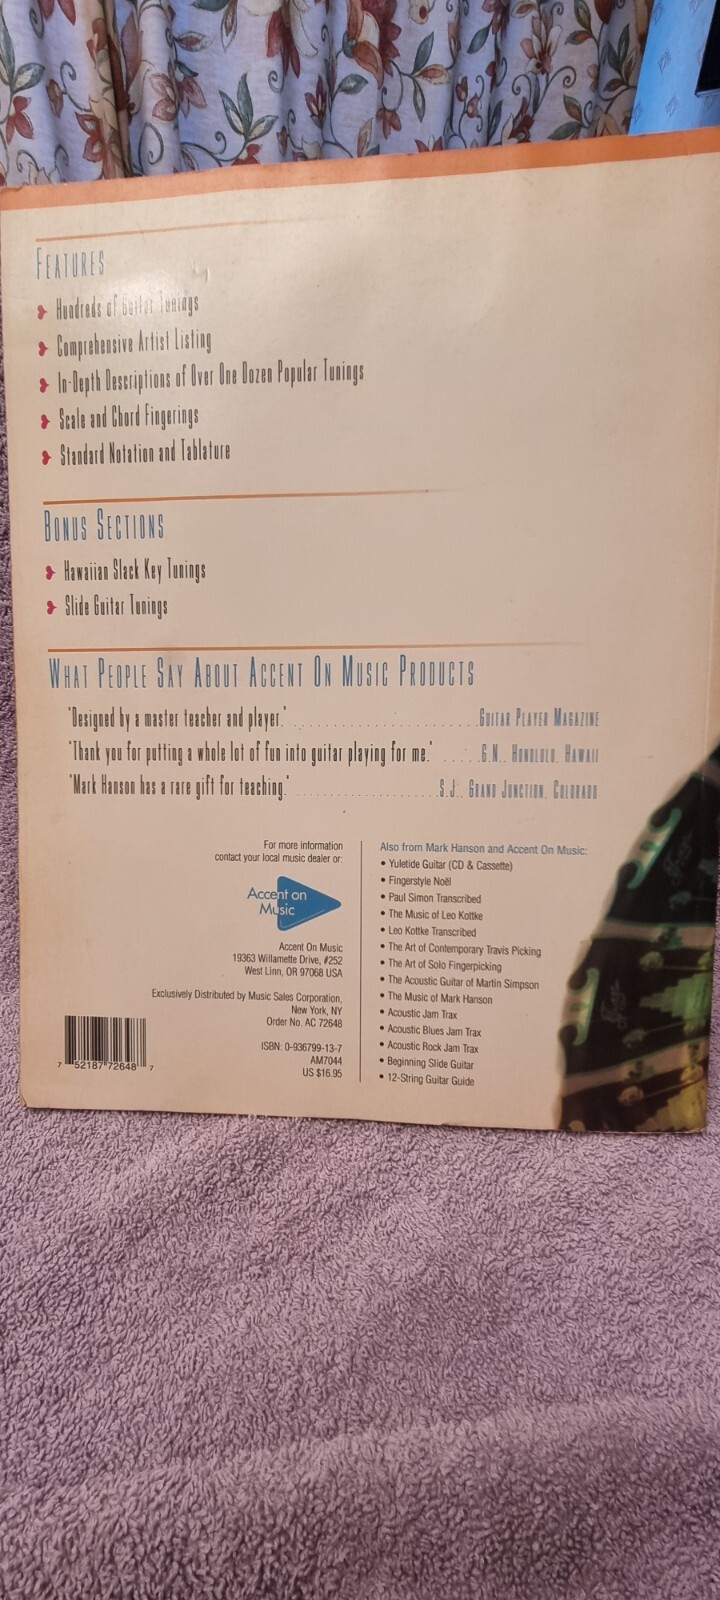 FEATURES
Hundreds of Guitar Tunings
Comprehensive Artist Listing
In-Depth Descriptions of Over One Dozen Popular Tunings
Scale and Chord Fingerings
Standard Notation and Tablature
BONUS SECTIONS
Hawaiian Slack Key Tunings
Slide Guitar Tunings
WHAT PEOPLE SAY ABOUT ACCENT ON MUSIC PRODUCTS
"Designed by a master teacher and player." GUITAR PLAYER MAGAZINE
"Thank you for putting a whole lot of fun into guitar playing for me." G.N., HONOLULU, HAWAII
"Mark Hanson has a rare gift for teaching." S.J., GRAND JUNCTION, COLORADO
For more information
contact your local music dealer or:
Accent on
Music
Accent On Music
19363 Willamette Drive, #252
West Linn, OR 97068 USA
Exclusively Distributed by Music Sales Corporation,
New York, NY
Order No. AC 72648
ISBN: 0-936799-13-7
AM7044
US $16.95
7 52187 72648 7
Also from Mark Hanson and Accent On Music:
• Yuletide Guitar (CD & Cassette)
• Fingerstyle Noël
• Paul Simon Transcribed
• The Music of Leo Kottke
• Leo Kottke Transcribed
• The Art of Contemporary Travis Picking
• The Art of Solo Fingerpicking
• The Acoustic Guitar of Martin Simpson
• The Music of Mark Hanson
• Acoustic Jam Trax
• Acoustic Blues Jam Trax
• Acoustic Rock Jam Trax
• Beginning Slide Guitar
• 12-String Guitar Guide